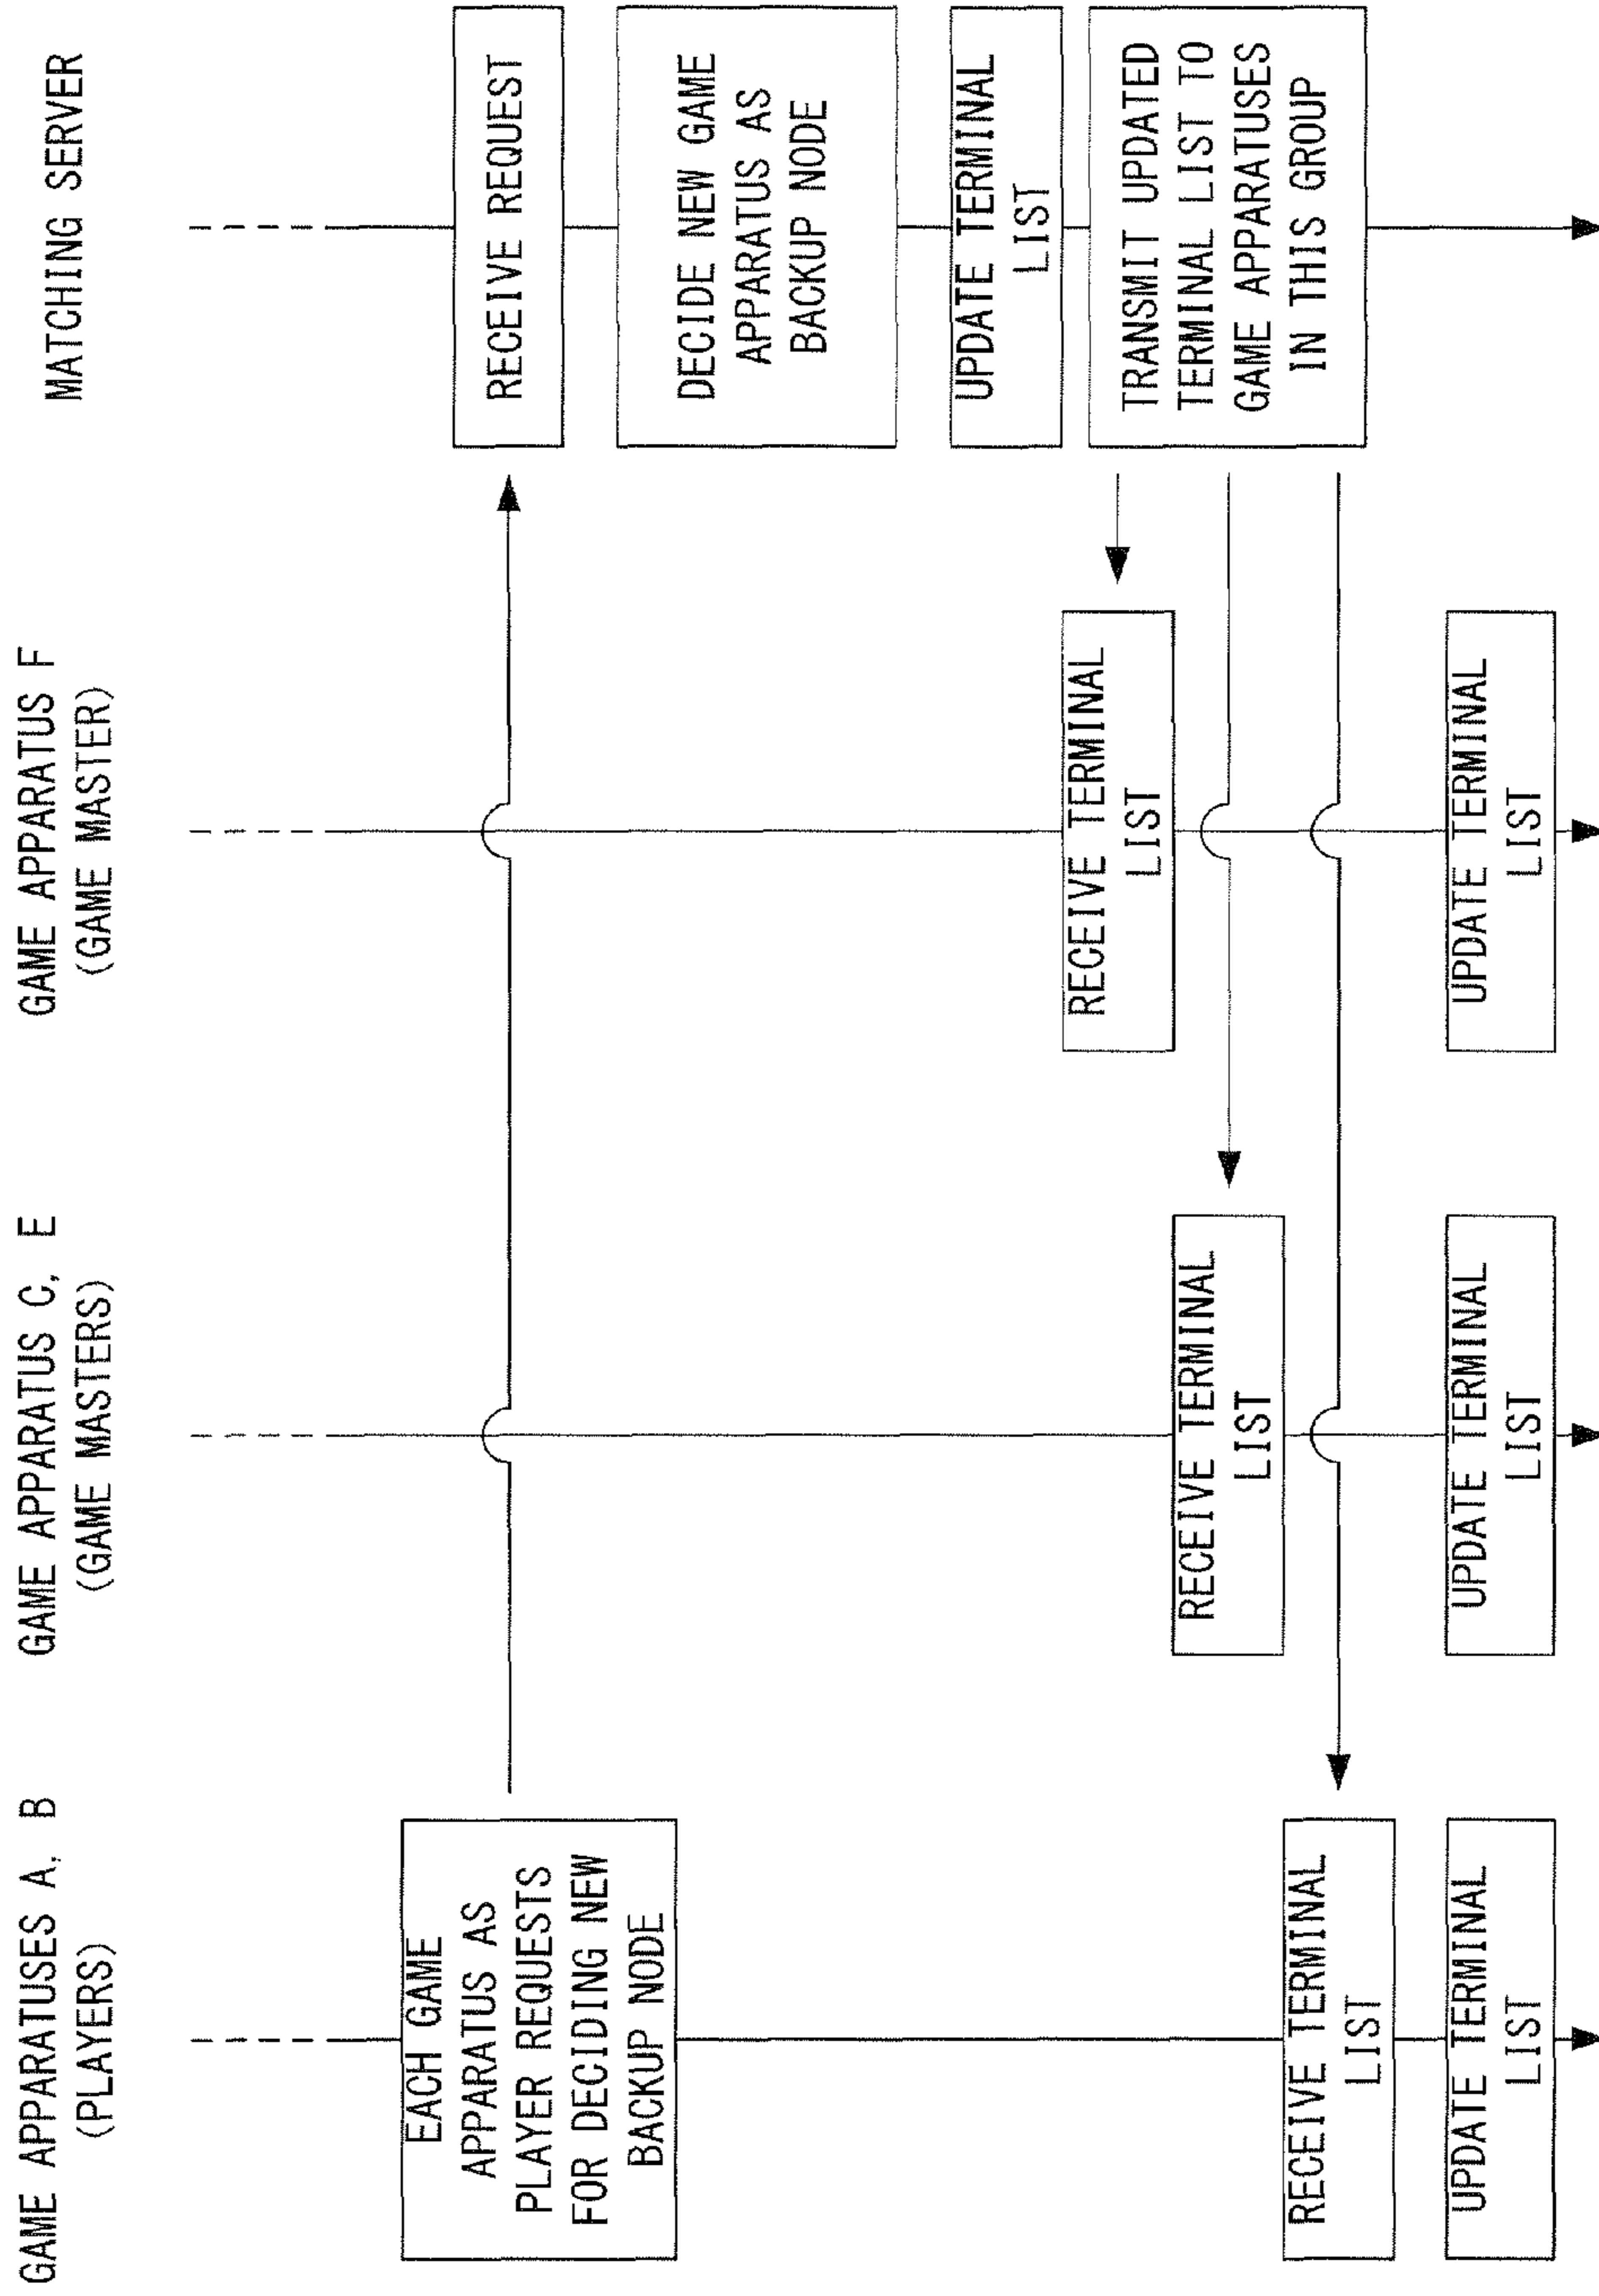 GAME APPARATUSES A, B
(PLAYERS)
GAME APPARATUS C, E
(GAME MASTERS)
GAME APPARATUS F
(GAME MASTER)
MATCHING SERVER
EACH GAME
APPARATUS AS
PLAYER REQUESTS
FOR DECIDING NEW
BACKUP NODE
RECEIVE REQUEST
DECIDE NEW GAME
APPARATUS AS
BACKUP NODE
UPDATE TERMINAL
LIST
TRANSMIT UPDATED
TERMINAL LIST TO
GAME APPARATUSES
IN THIS GROUP
RECEIVE TERMINAL
LIST
RECEIVE TERMINAL
LIST
RECEIVE TERMINAL
LIST
UPDATE TERMINAL
LIST
UPDATE TERMINAL
LIST
UPDATE TERMINAL
LIST